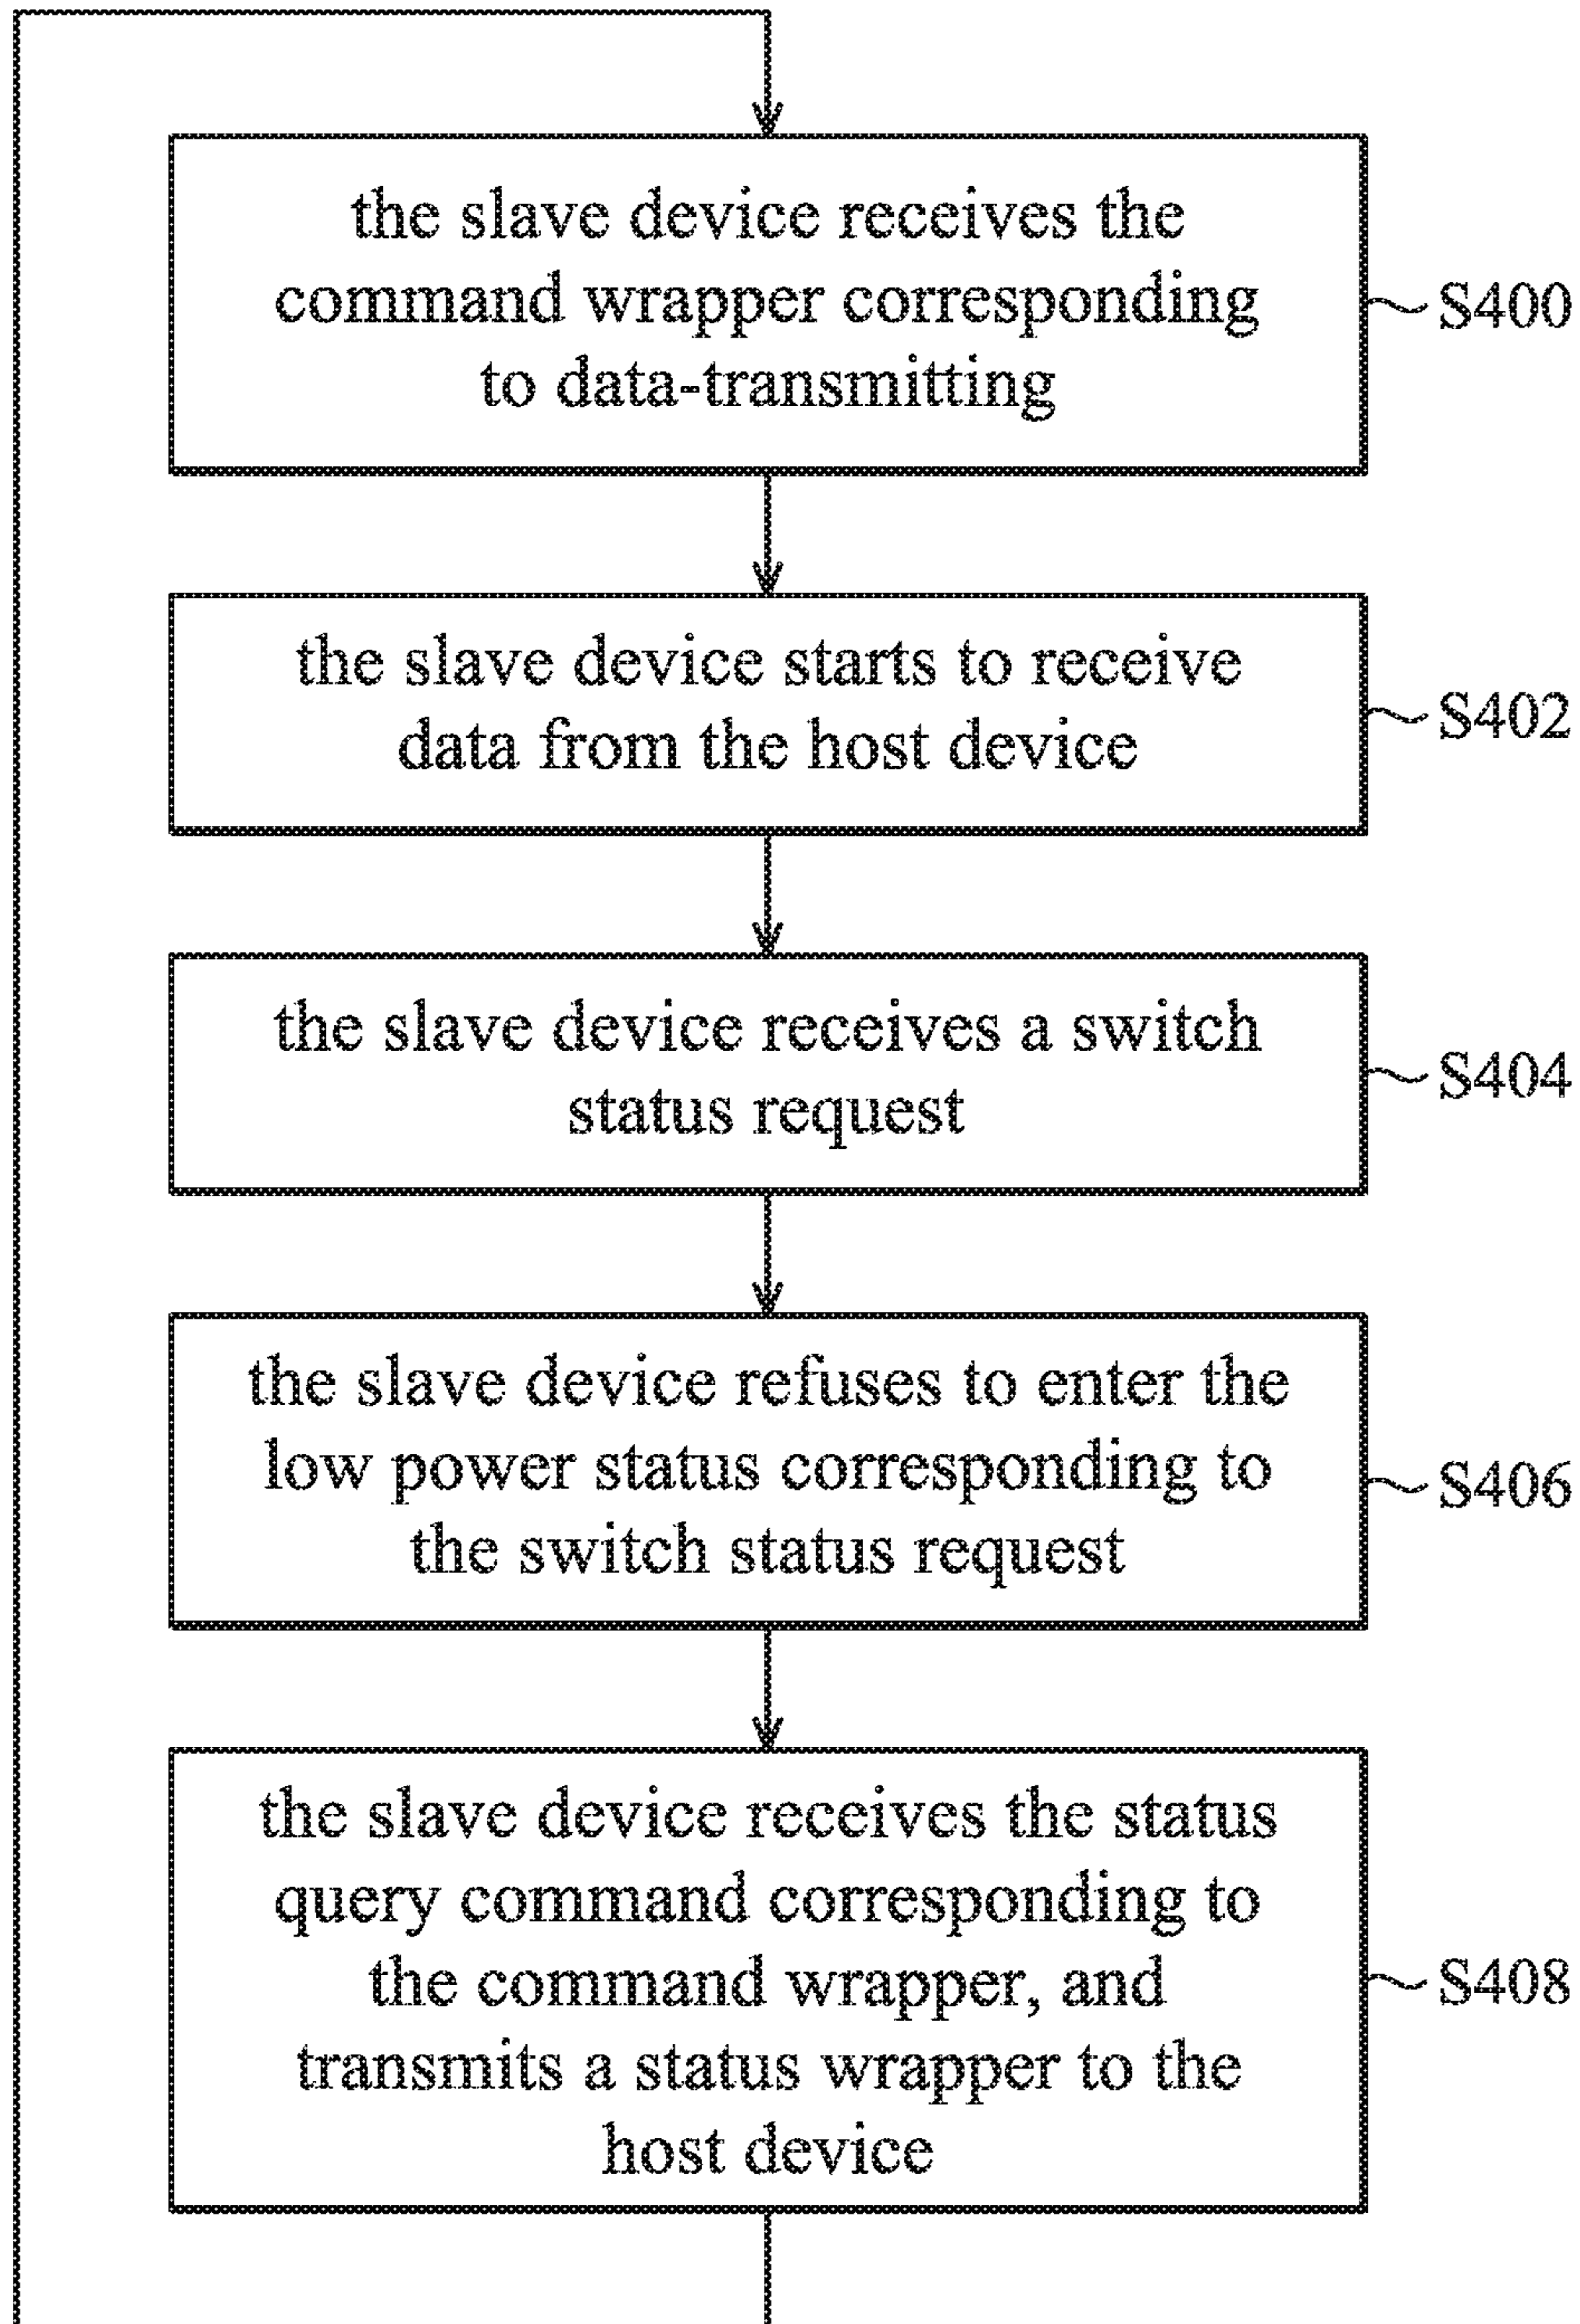 the slave device receives the
command wrapper corresponding
to data-transmitting
S400
the slave device starts to receive
data from the host device
S402
the slave device receives a switch
status request
S404
the slave device refuses to enter the
low power status corresponding to
the switch status request
S406
the slave device receives the status
query command corresponding to
the command wrapper, and
transmits a status wrapper to the
host device
S408